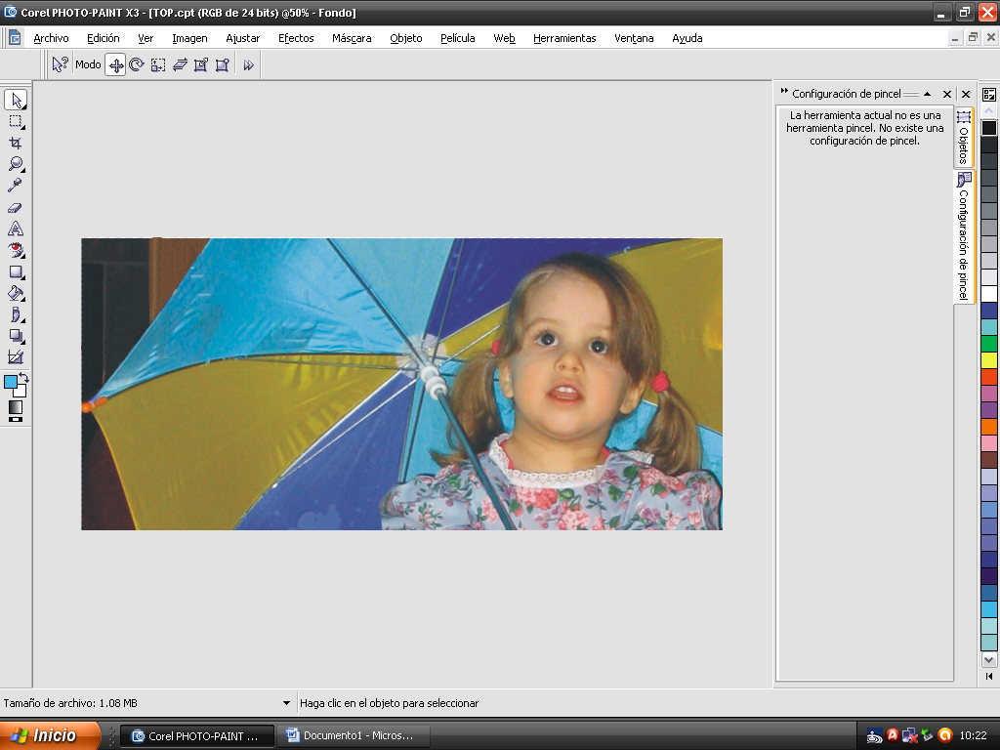 Corel PHOTO-PAINT X3 - [TOP.cpt (RGB de 24 bits) @50% - Fondo]
Archivo Edición Ver Imagen Ajustar Efectos Máscara Objeto Película Web Herramientas Ventana Ayuda
Modo
Configuración de pincel
La herramienta actual no es una
herramienta pincel. No existe una
configuración de pincel.
Objetos
Configuración de pincel
Tamaño de archivo: 1.08 MB
Haga clic en el objeto para seleccionar
Inicio
Corel PHOTO-PAINT ...
Documento1 - Micros...
10:22